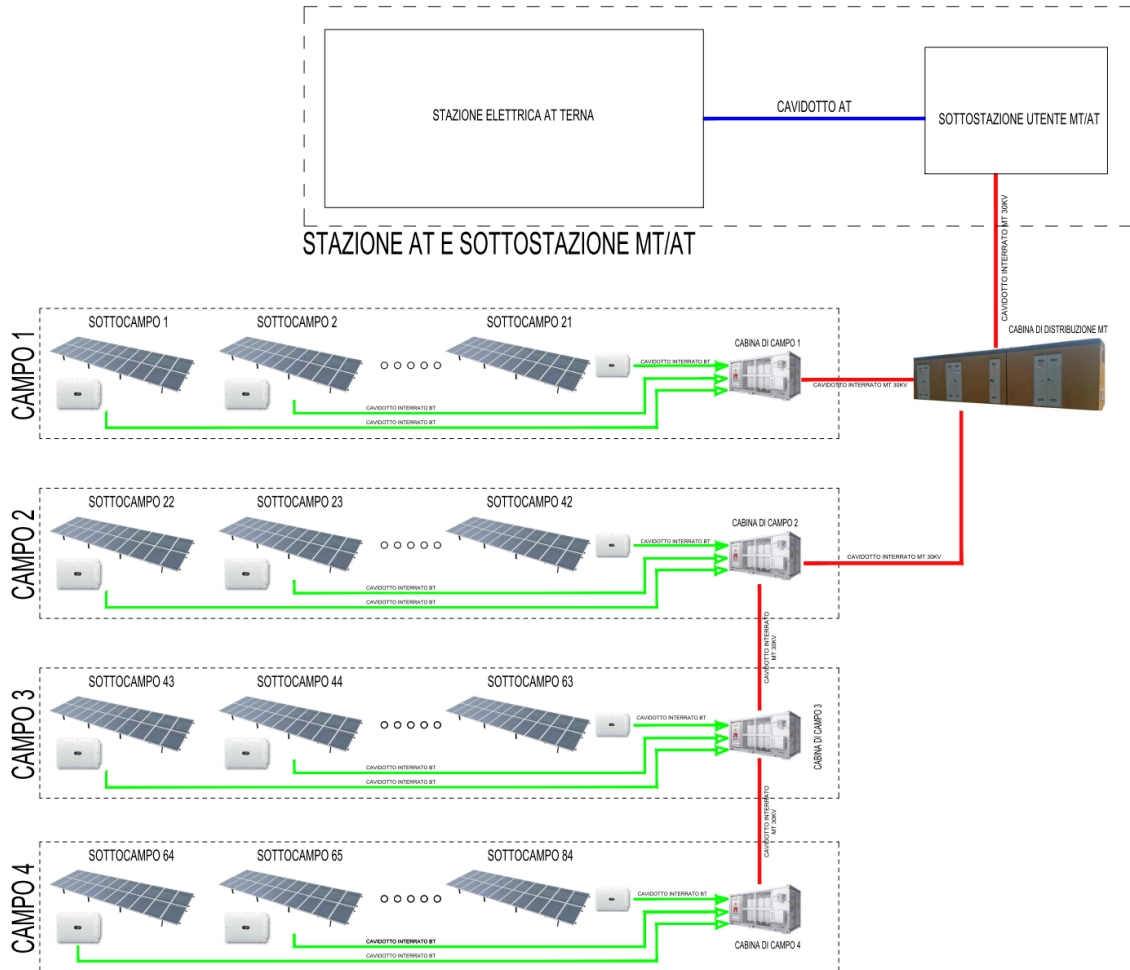 STAZIONE ELETTRICA AT TERNA
CAVIDOTTO AT
SOTTOSTAZIONE UTENTE MT/AT
CAVIDOTTO INTERRATO MT 30KV
STAZIONE AT E SOTTOSTAZIONE MT/AT
CABINA DI DISTRIBUZIONE MT
CAMPO 1
SOTTOCAMPO 1
SOTTOCAMPO 2
SOTTOCAMPO 21
CABINA DI CAMPO 1
CAVIDOTTO INTERRATO BT
CAVIDOTTO INTERRATO MT 30KV
CAVIDOTTO INTERRATO BT
CAVIDOTTO INTERRATO BT
CAMPO 2
SOTTOCAMPO 22
SOTTOCAMPO 23
SOTTOCAMPO 42
CABINA DI CAMPO 2
CAVIDOTTO INTERRATO BT
CAVIDOTTO INTERRATO MT 30KV
CAVIDOTTO INTERRATO BT
CAVIDOTTO INTERRATO BT
CAVIDOTTO INTERRATO
MT 30KV
CAMPO 3
SOTTOCAMPO 43
SOTTOCAMPO 44
SOTTOCAMPO 63
CAVIDOTTO INTERRATO BT
CABINA DI CAMPO 3
CAVIDOTTO INTERRATO BT
CAVIDOTTO INTERRATO BT
CAVIDOTTO INTERRATO
MT 30KV
CAMPO 4
SOTTOCAMPO 64
SOTTOCAMPO 65
SOTTOCAMPO 84
CAVIDOTTO INTERRATO BT
CAVIDOTTO INTERRATO BT
CABINA DI CAMPO 4
CAVIDOTTO INTERRATO BT